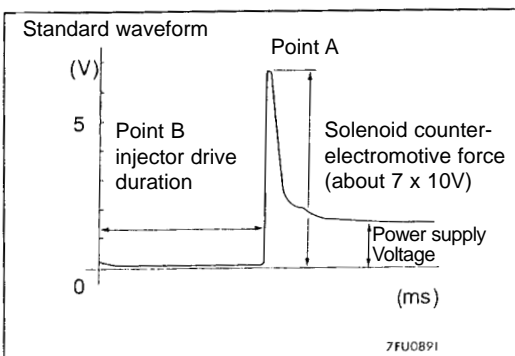 Standard waveform
Point A
(V)
5
Point B
injector drive
duration
Solenoid counter-
electromotive force
(about 7 x 10V)
Power supply
Voltage
0
(ms)
7FU0891